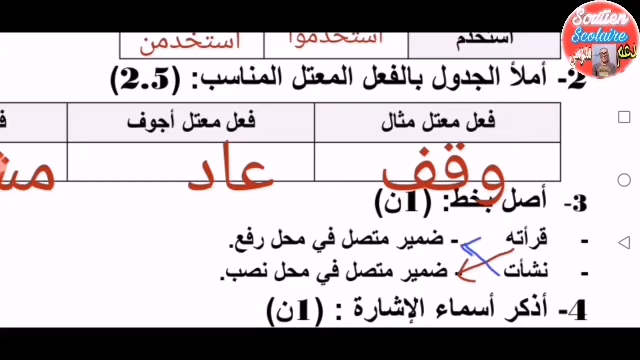 Soutien
Scolaire
استخدم استخدموا استخدمن
2- أملأ الجدول بالفعل المعتل المناسب: (2.5)
فعل معتل مثال فعل معتل أجوف
وقف عاد
3- أصل بخط: (1ن)
- قرأته - ضمير متصل في محل رفع.
- نشأت - ضمير متصل في محل نصب.
4- أذكر أسماء الإشارة : (1ن)